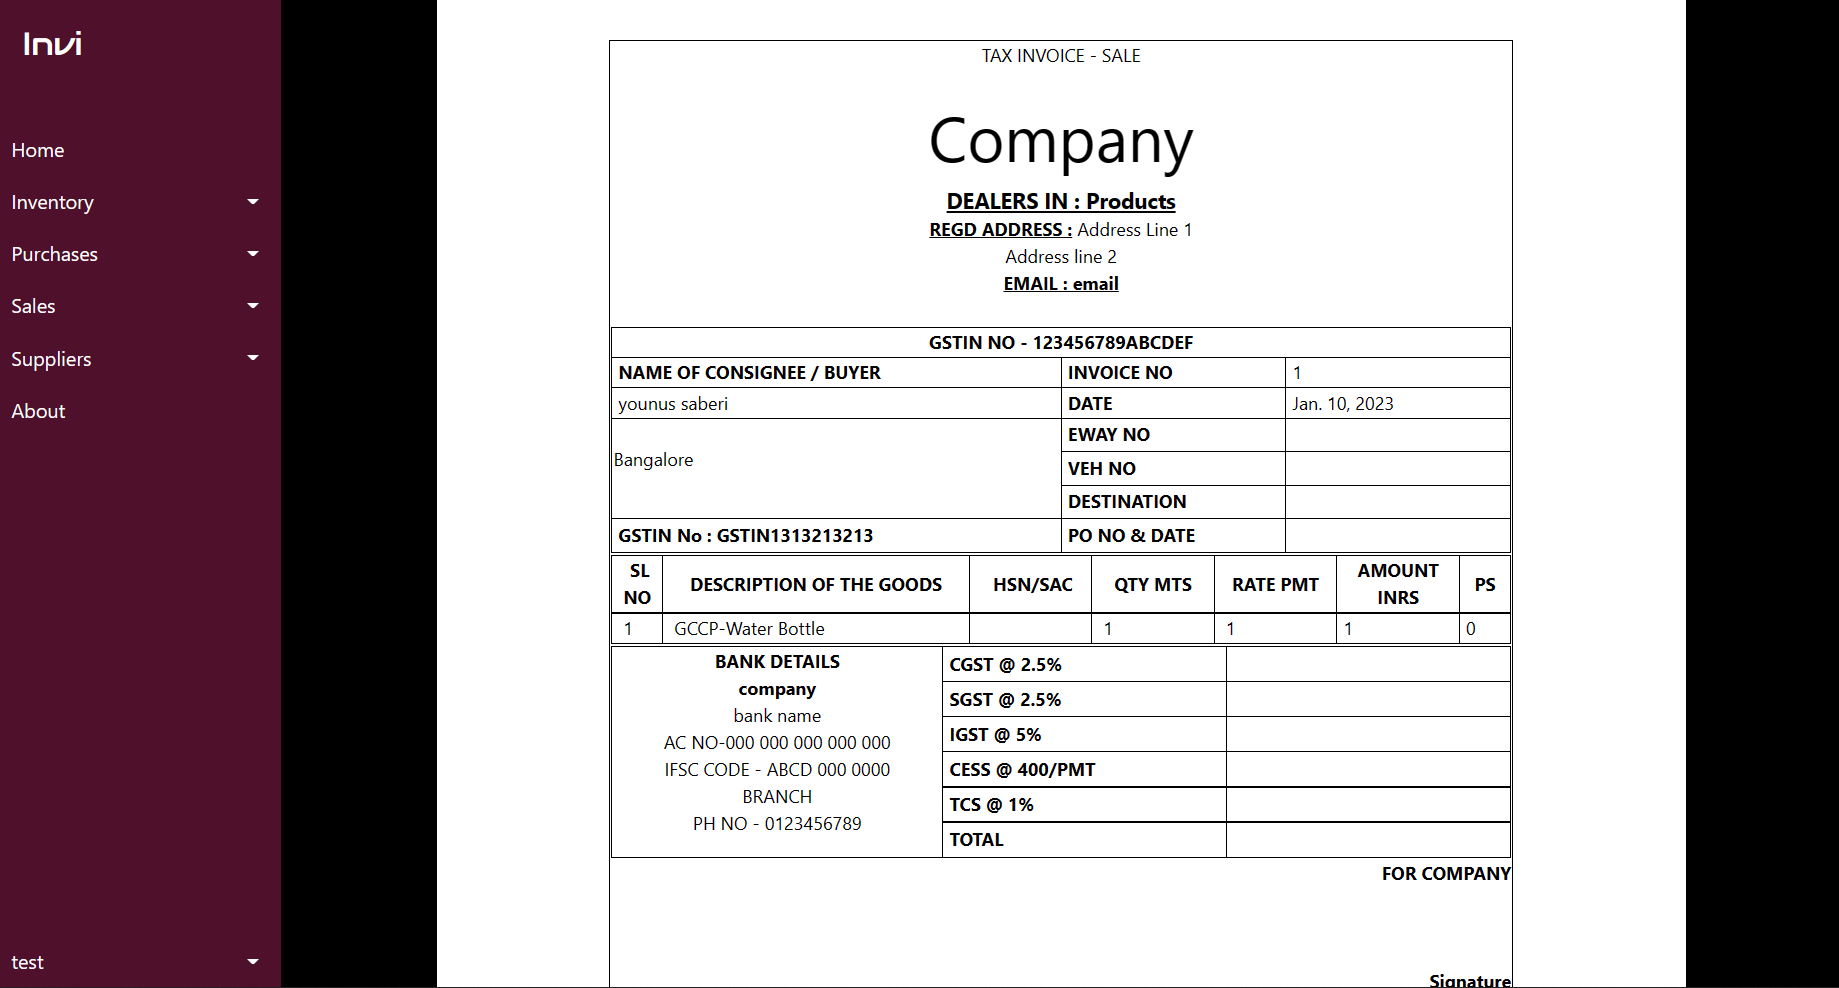 Invi
Home
Inventory
Purchases
Sales
Suppliers
About
test
TAX INVOICE - SALE
Company
DEALERS IN : Products
REGD ADDRESS : Address Line 1
Address line 2
EMAIL : email
GSTIN NO - 123456789ABCDEF
NAME OF CONSIGNEE / BUYER INVOICE NO 1
younus saberi DATE Jan. 10, 2023
EWAY NO
Bangalore
VEH NO
DESTINATION
GSTIN No : GSTIN1313213213 PO NO & DATE
SL NO DESCRIPTION OF THE GOODS HSN/SAC QTY MTS RATE PMT AMOUNT INRS PS
1 GCCP-Water Bottle 1 1 1 0
BANK DETAILS
company
bank name
AC NO-000 000 000 000 000
IFSC CODE - ABCD 000 0000
BRANCH
PH NO - 0123456789
CGST @ 2.5%
SGST @ 2.5%
IGST @ 5%
CESS @ 400/PMT
TCS @ 1%
TOTAL
FOR COMPANY
Signature